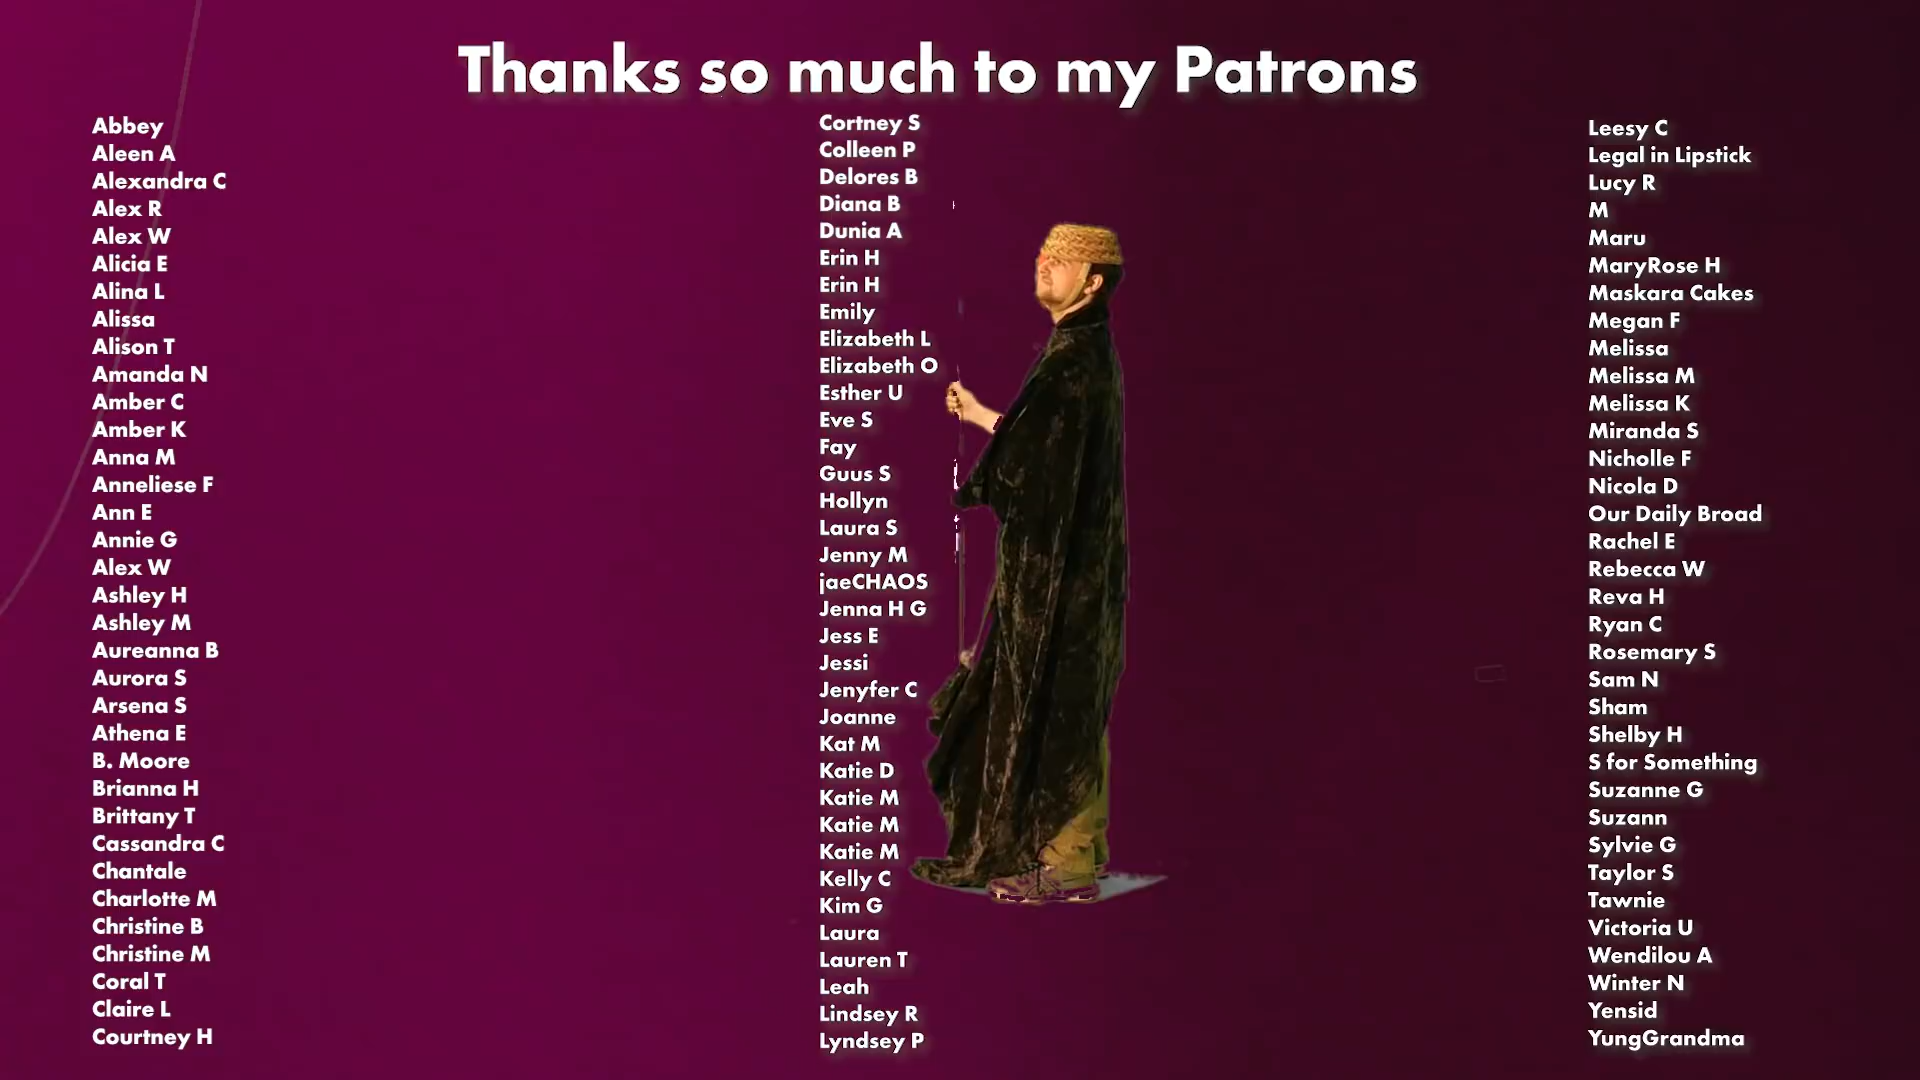 Thanks so much to my Patrons
Abbey
Aleen A
Alexandra C
Alex R
Alex W
Alicia E
Alina L
Alissa
Alison T
Amanda N
Amber C
Amber K
Anna M
Anneliese F
Ann E
Annie G
Alex W
Ashley H
Ashley M
Aureanna B
Aurora S
Arsena S
Athena E
B. Moore
Brianna H
Brittany T
Cassandra C
Chantale
Charlotte M
Christine B
Christine M
Coral T
Claire L
Courtney H
Cortney S
Colleen P
Delores B
Diana B
Dunia A
Erin H
Erin H
Emily
Elizabeth L
Elizabeth O
Esther U
Eve S
Fay
Guus S
Hollyn
Laura S
Jenny M
jaeCHAOS
Jenna H G
Jess E
Jessi
Jenyfer C
Joanne
Kat M
Katie D
Katie M
Katie M
Katie M
Kelly C
Kim G
Laura
Lauren T
Leah
Lindsey R
Lyndsey P
Leesy C
Legal in Lipstick
Lucy R
M
Maru
MaryRose H
Maskara Cakes
Megan F
Melissa
Melissa M
Melissa K
Miranda S
Nicholle F
Nicola D
Our Daily Broad
Rachel E
Rebecca W
Reva H
Ryan C
Rosemary S
Sam N
Sham
Shelby H
S for Something
Suzanne G
Suzann
Sylvie G
Taylor S
Tawnie
Victoria U
Wendilou A
Winter N
Yensid
YungGrandma